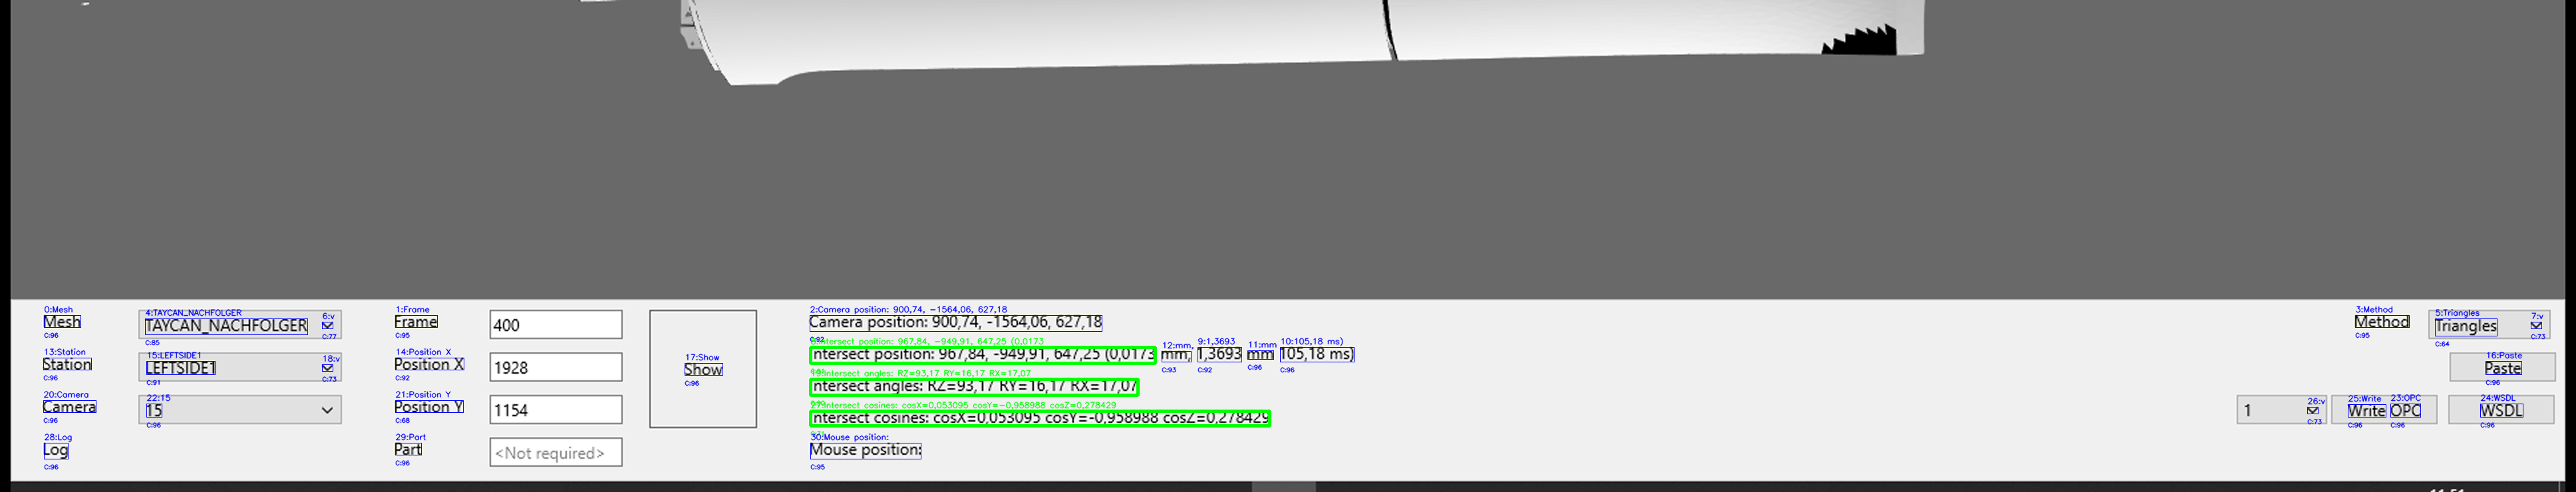 0:Mesh
Mesh
C:96
4:TAYCAN_NACHFOLGER
TAYCAN_NACHFOLGER
C:85
6:v
C:77
1:Frame
Frame
C:95
400
2:Camera position: 900,74, -1564,06, 627,18
Camera position: 900,74, -1564,06, 627,18
C:92
3:Method
Method
C:95
5:Triangles
Triangles
C:64
7:v
C:73
13:Station
Station
C:96
15:LEFTSIDE1
LEFTSIDE1
C:91
18:v
C:73
14:Position X
Position X
C:92
1928
17:Show
Show
C:96
ntersect position: 967,84, -949,91, 647,25 (0,0173
ntersect position: 967,84, -949,91, 647,25 (0,0173
12:mm,
mm,
C:93
9:1,3693
1,3693
C:92
11:mm
mm
C:96
10:105,18 ms)
105,18 ms)
C:96
16:Paste
Paste
C:96
ntersect angles: RZ=93,17 RY=16,17 RX=17,07
ntersect angles: RZ=93,17 RY=16,17 RX=17,07
20:Camera
Camera
C:96
22:15
15
C:96
21:Position Y
Position Y
C:68
1154
ntersect cosines: cosX=0,053095 cosY=-0,958988 cosZ=0,278429
ntersect cosines: cosX=0,053095 cosY=-0,958988 cosZ=0,278429
1
26:v
C:73
25:Write 23:OPC
Write OPC
C:96 C:96
24:WSDL
WSDL
C:96
28:Log
Log
C:96
29:Part
Part
C:96
<Not required>
30:Mouse position:
Mouse position:
C:95